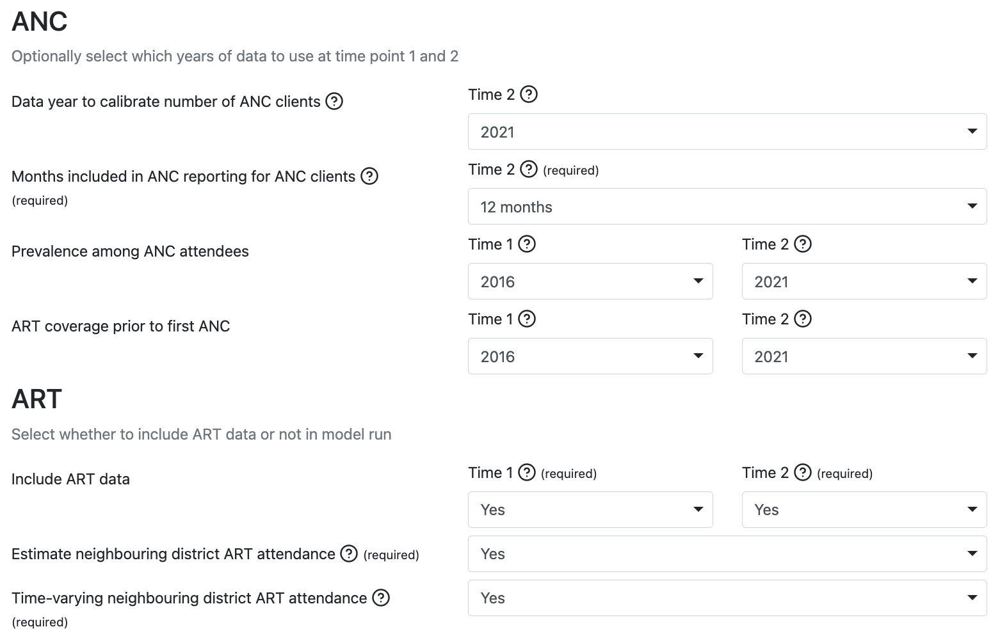 ANC
Optionally select which years of data to use at time point 1 and 2
Data year to calibrate number of ANC clients
Time 2
2021
Months included in ANC reporting for ANC clients
(required)
Time 2 (required)
12 months
Prevalence among ANC attendees
Time 1 Time 2
2016 2021
ART coverage prior to first ANC
Time 1 Time 2
2016 2021
ART
Select whether to include ART data or not in model run
Include ART data
Time 1 (required) Time 2 (required)
Yes Yes
Estimate neighbouring district ART attendance (required)
Yes
Time-varying neighbouring district ART attendance
(required)
Yes